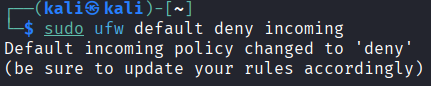 ┌──(kali㉿kali)-[~]
└─$ sudo ufw default deny incoming
Default incoming policy changed to 'deny'
(be sure to update your rules accordingly)